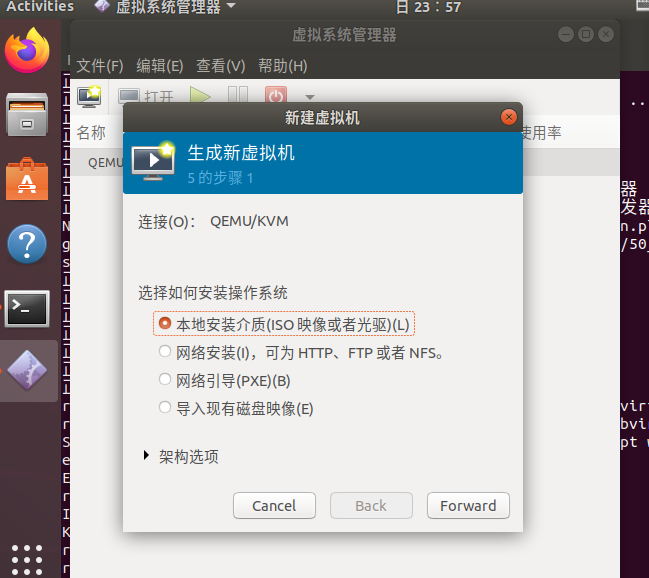 Activities 虚拟系统管理器 日 23：57
虚拟系统管理器
文件(F) 编辑(E) 查看(V) 帮助(H)
打开
名称 使用率
QEMU
新建虚拟机
生成新虚拟机
5 的步骤 1
连接(O)： QEMU/KVM
选择如何安装操作系统
本地安装介质(ISO 映像或者光驱)(L)
网络安装(I)，可为 HTTP、FTP 或者 NFS。
网络引导(PXE)(B)
导入现有磁盘映像(E)
架构选项
Cancel Back Forward